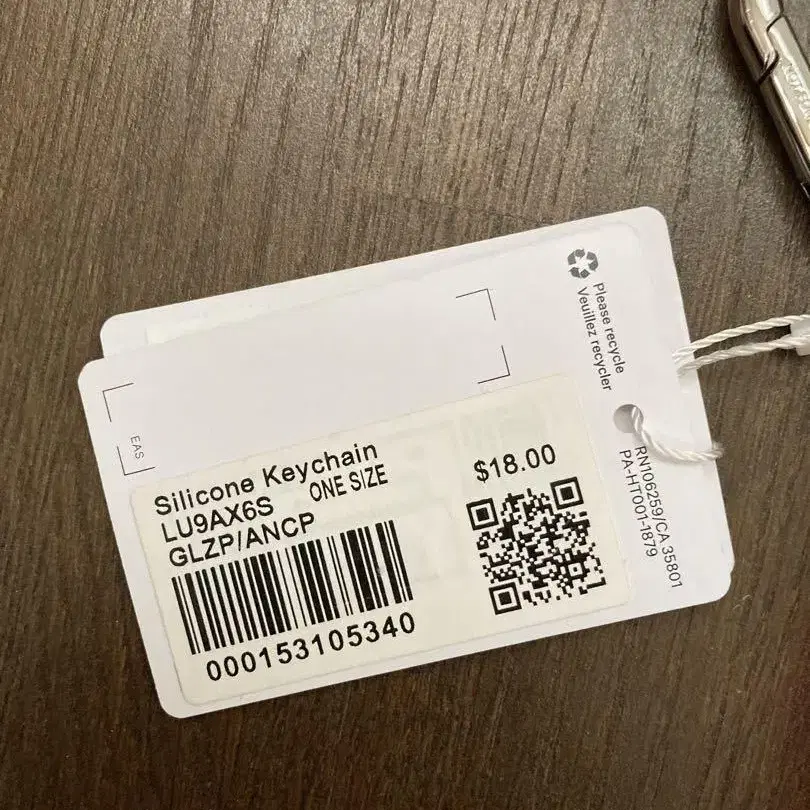 Please recycle
Veuillez recycler
EAS
Silicone Keychain
LU9AX6S ONE SIZE
GLZP/ANCP
000153105340
$18.00
RN106259/CA 35801
PA-HT001-1879